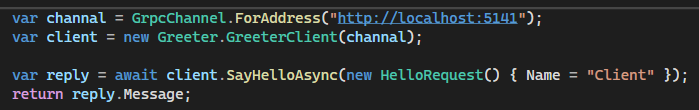 var channal = GrpcChannel.ForAddress("http://localhost:5141");
var client = new Greeter.GreeterClient(channal);
var reply = await client.SayHelloAsync(new HelloRequest() { Name = "Client" });
return reply.Message;